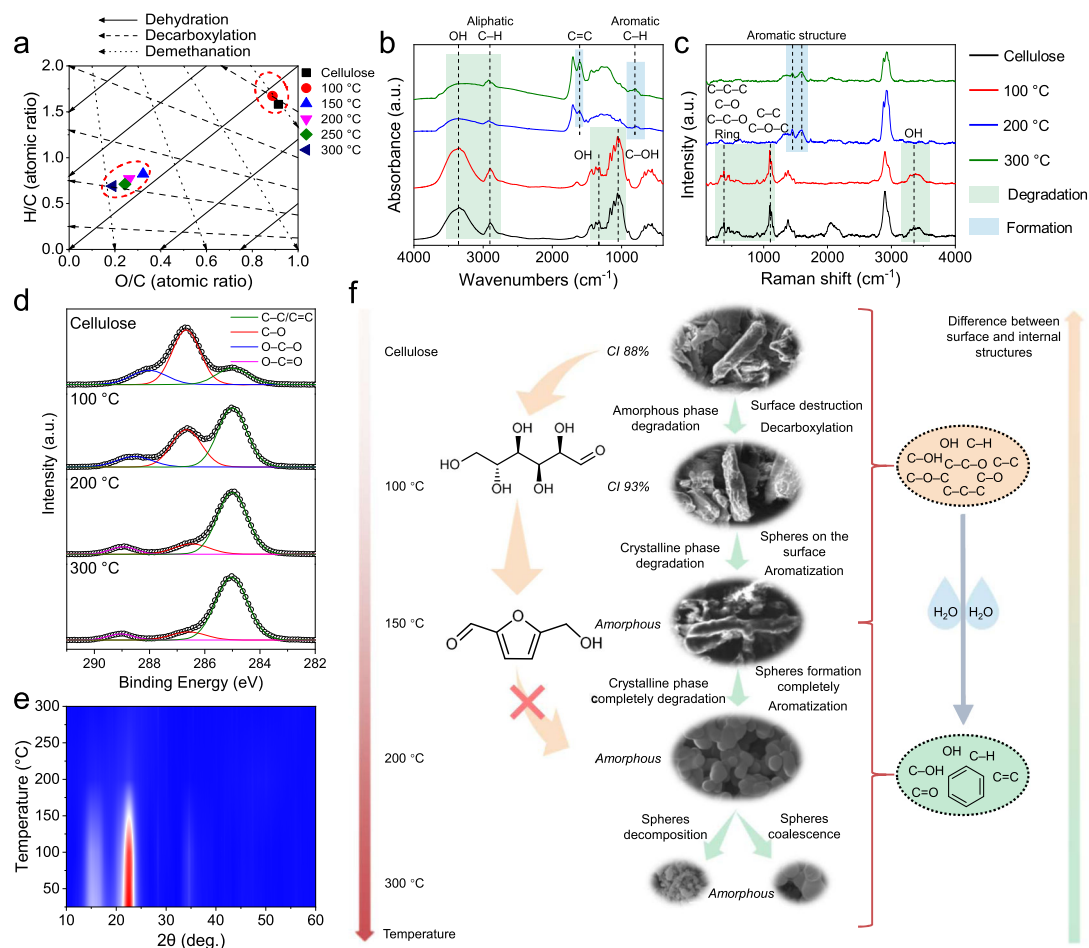 a
Dehydration
Decarboxylation
Demethanation
2.0
1.5
1.0
0.5
0.0
0.0 0.2 0.4 0.6 0.8 1.0
H/C (atomic ratio)
O/C (atomic ratio)
Cellulose
100 °C
150 °C
200 °C
250 °C
300 °C
b
Aliphatic
OH C–H
C=C
Aromatic
C–H
OH
C–OH
Absorbance (a.u.)
4000 3000 2000 1000
Wavenumbers (cm-1)
c
Aromatic structure
C–C–C
C–O
C–C–O
Ring
C–C
C–O–C
OH
Intensity (a.u.)
0 1000 2000 3000 4000
Raman shift (cm-1)
Cellulose
100 °C
200 °C
300 °C
Degradation
Formation
d
Cellulose
C–C/C=C
C–O
O–C–O
O–C=O
100 °C
200 °C
300 °C
Intensity (a.u.)
290 288 286 284 282
Binding Energy (eV)
e
300
250
200
150
100
50
Temperature (°C)
10 20 30 40 50 60
2θ (deg.)
f
Cellulose
100 °C
150 °C
200 °C
300 °C
Temperature
OH OH
HO O
OH OH
O O
OH
CI 88%
Amorphous phase
degradation
Surface destruction
Decarboxylation
CI 93%
Crystalline phase
degradation
Spheres on the
surface
Aromatization
Amorphous
Crystalline phase
completely degradation
Spheres formation
completely
Aromatization
Amorphous
Spheres
decomposition
Spheres
coalescence
Amorphous
Difference between
surface and internal
structures
OH C–H
C–OH C–C–O C–C
C–O–C C–O
C–C–C
H2O H2O
OH C–H
C–OH C=C
C=O